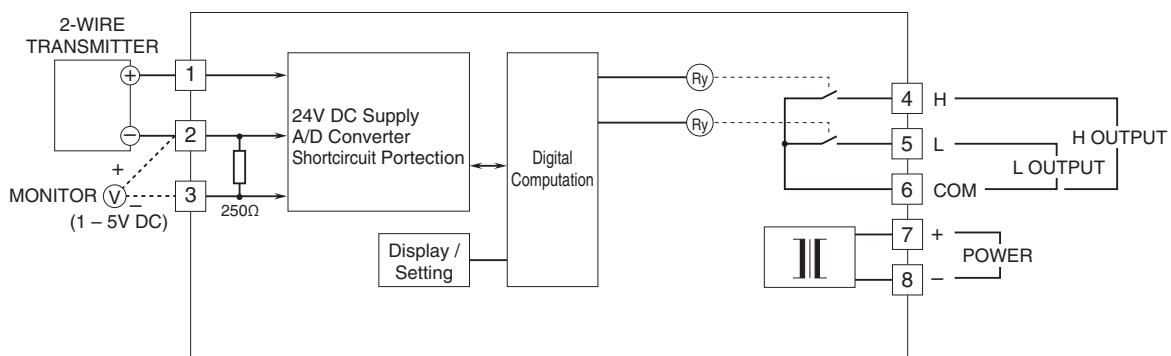 2-WIRE
TRANSMITTER
+
−
1
2
3
+
−
MONITOR
V
(1 – 5V DC)
250Ω
24V DC Supply
A/D Converter
Shortcircuit Portection
Digital
Computation
Display /
Setting
Ry
Ry
4 H
5 L
6 COM
H OUTPUT
L OUTPUT
7 +
8 –
POWER